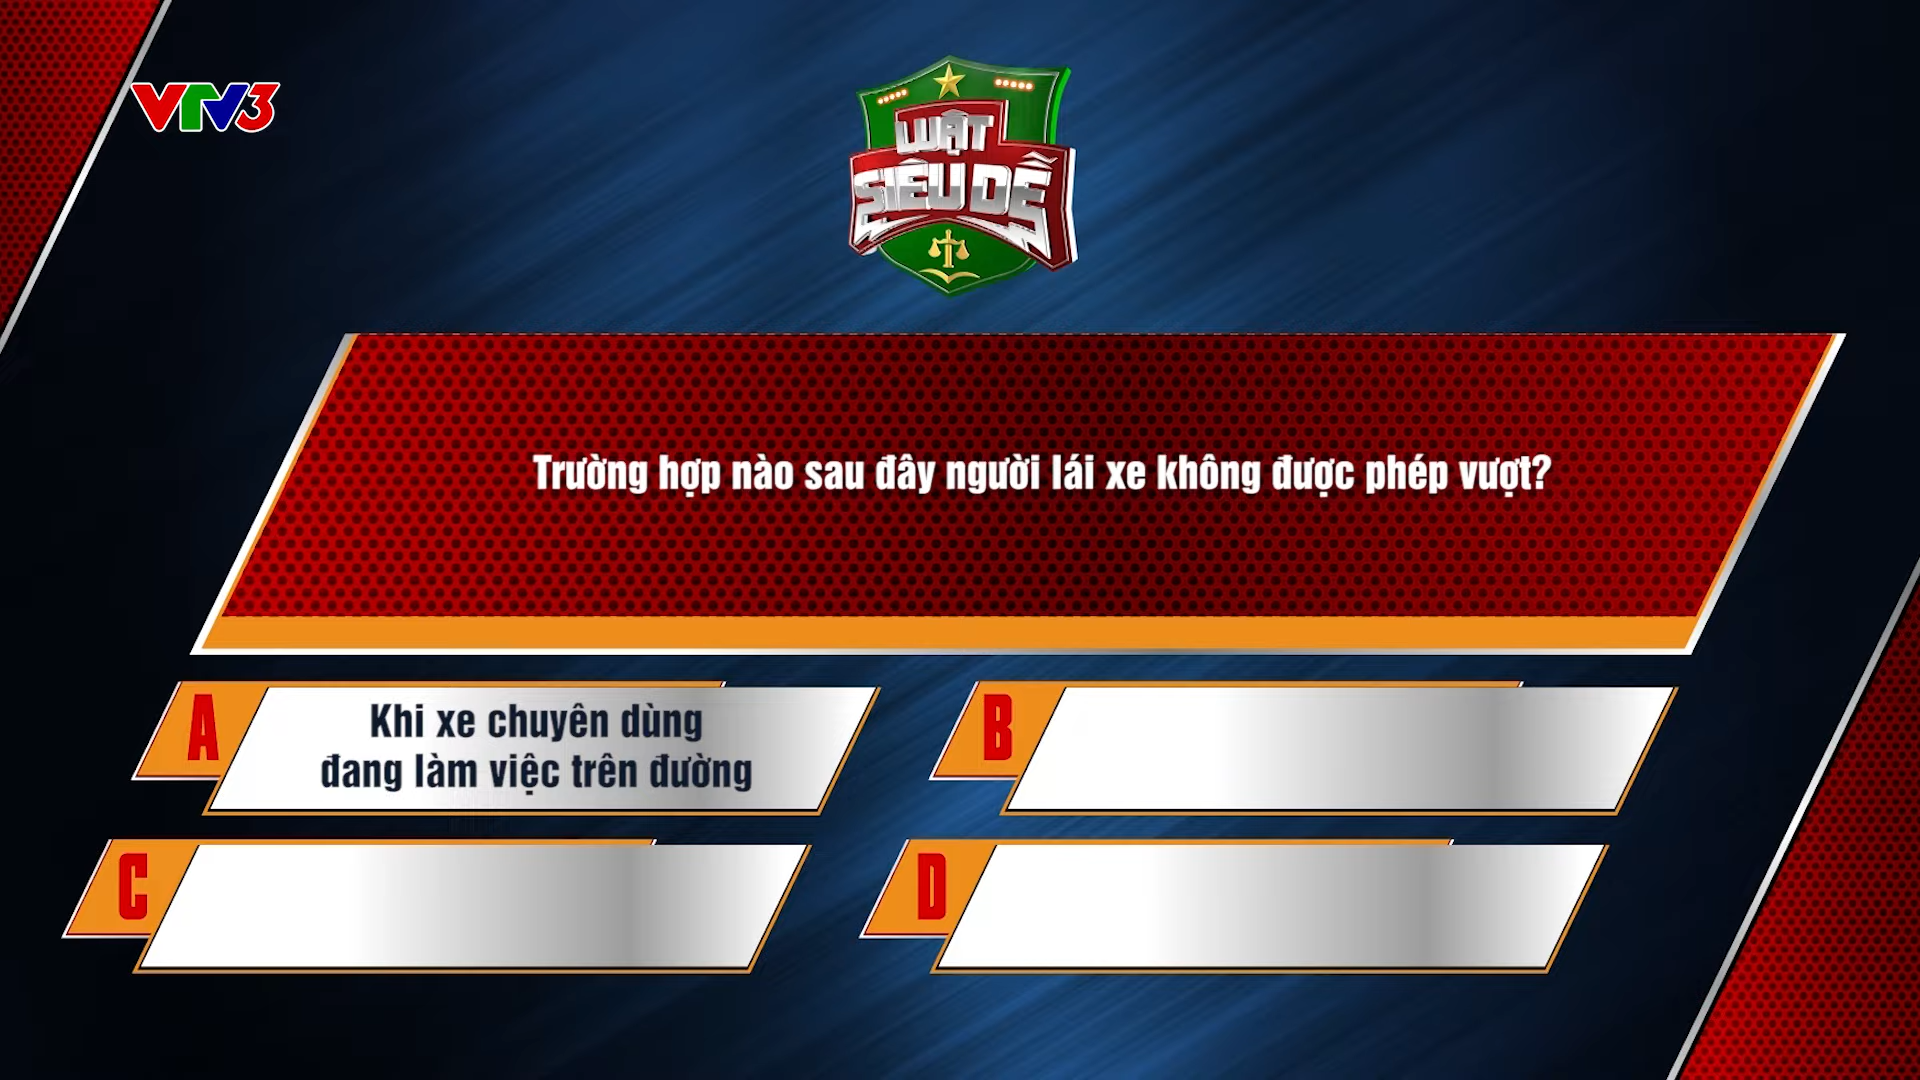 VTV3
LUẬT
SIÊU DỄ
Trường hợp nào sau đây người lái xe không được phép vượt?
A
Khi xe chuyên dùng
đang làm việc trên đường
B
C
D